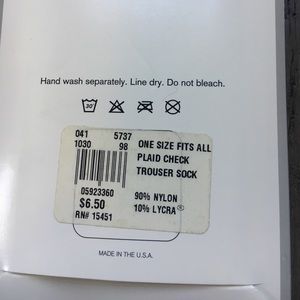 Hand wash separately. Line dry. Do not bleach.
30
041 5737
1030 98
ONE SIZE FITS ALL
PLAID CHECK
TROUSER SOCK
05923360
$6.50
RN# 15451
90% NYLON
10% LYCRA®
MADE IN THE U.S.A.